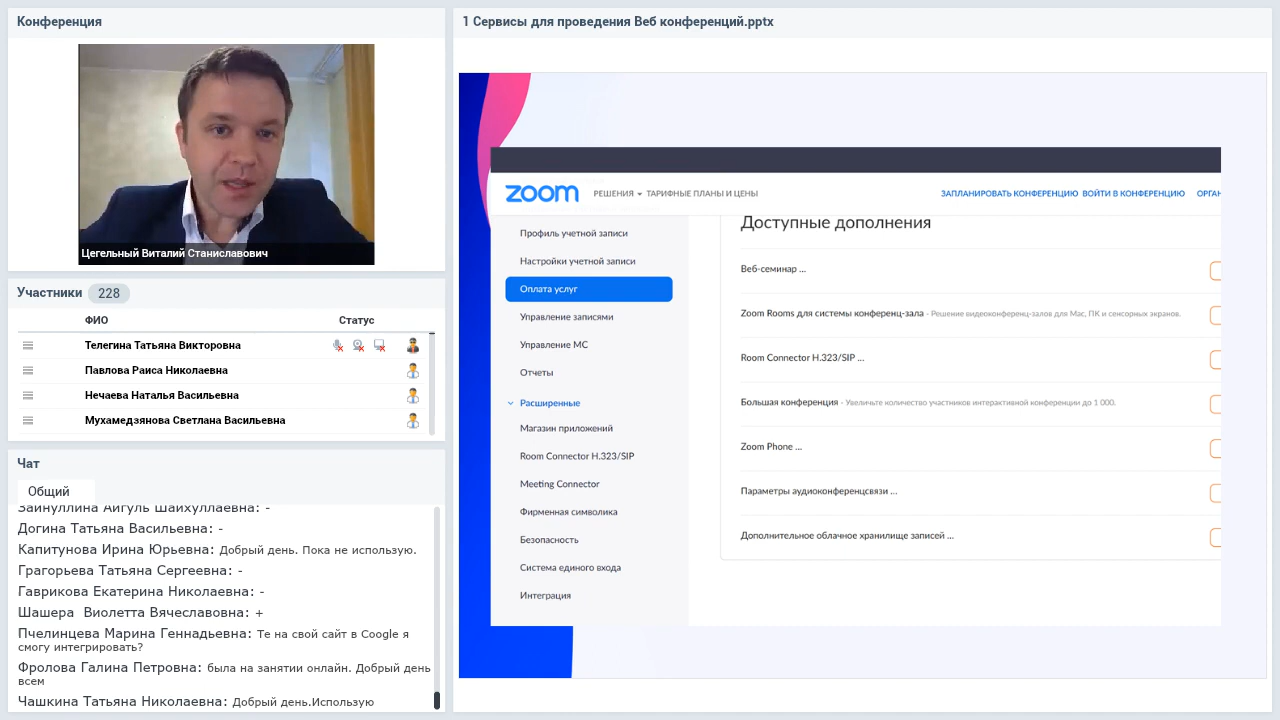 Конференция
Цегельный Виталий Станиславович
Участники 228
ФИО Статус
Телегина Татьяна Викторовна
Павлова Раиса Николаевна
Нечаева Наталья Васильевна
Мухамедзянова Светлана Васильевна
Чат
Общий
Зайнуллина Айгуль Шайхуллаевна: -
Догина Татьяна Васильевна: -
Капитунова Ирина Юрьевна: Добрый день. Пока не использую.
Грагорьева Татьяна Сергеевна: -
Гаврикова Екатерина Николаевна: -
Шашера Виолетта Вячеславовна: +
Пчелинцева Марина Геннадьевна: Те на свой сайт в Coogle я
смогу интегрировать?
Фролова Галина Петровна: была на занятии онлайн. Добрый день
всем
Чашкина Татьяна Николаевна: Добрый день.Использую
1 Сервисы для проведения Веб конференций.pptx
zoom РЕШЕНИЯ ТАРИФНЫЕ ПЛАНЫ И ЦЕНЫ ЗАПЛАНИРОВАТЬ КОНФЕРЕНЦИЮ ВОЙТИ В КОНФЕРЕНЦИЮ ОРГАН
Профиль учетной записи
Настройки учетной записи
Оплата услуг
Управление записями
Управление МС
Отчеты
Расширенные
Магазин приложений
Room Connector H.323/SIP
Meeting Connector
Фирменная символика
Безопасность
Система единого входа
Интеграция
Доступные дополнения
Веб-семинар ...
Zoom Rooms для системы конференц-зала - Решение видеоконференц-залов для Mac, ПК и сенсорных экранов.
Room Connector H.323/SIP ...
Большая конференция - Увеличьте количество участников интерактивной конференции до 1 000.
Zoom Phone ...
Параметры аудиоконференцсвязи ...
Дополнительное облачное хранилище записей ...